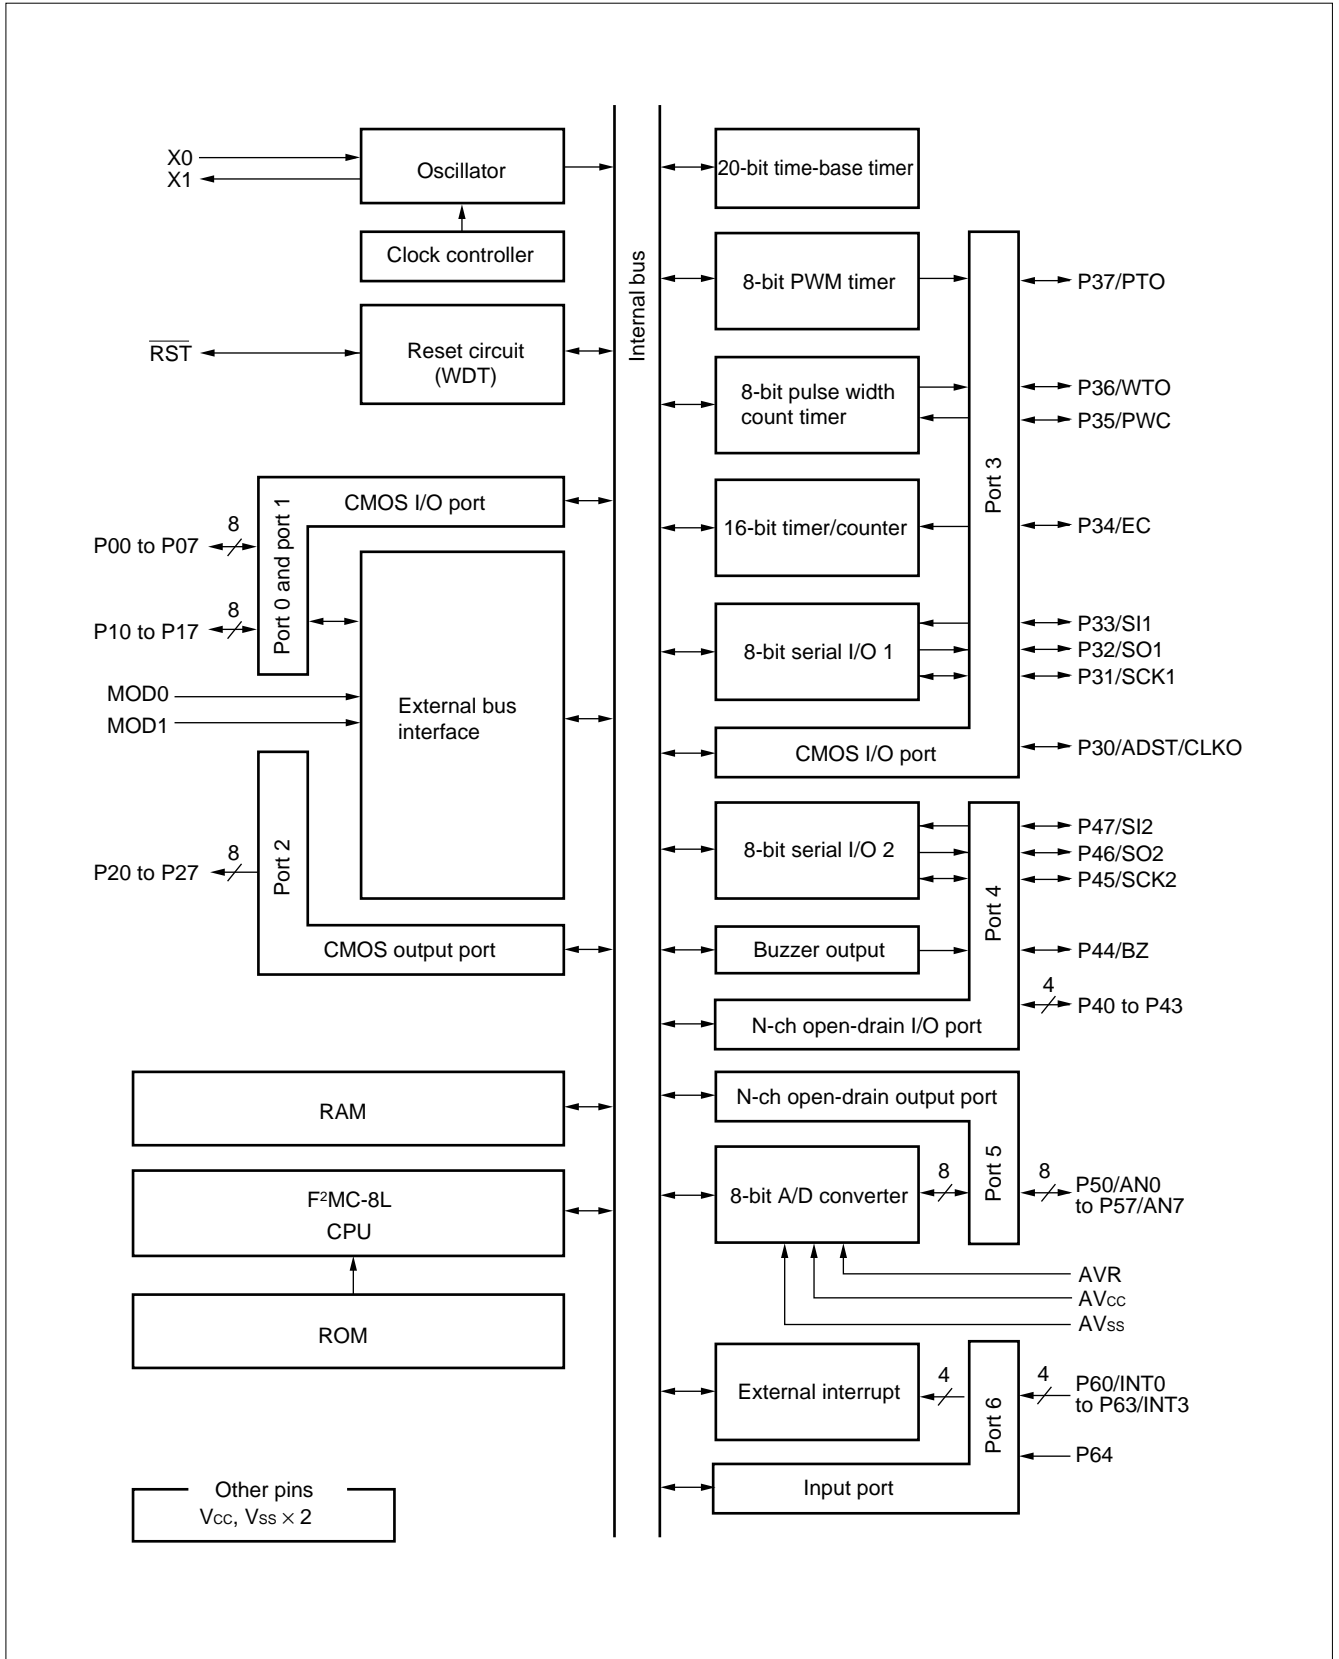 X0
X1
Oscillator
Clock controller
RST
Reset circuit
(WDT)
Port 0 and port 1
CMOS I/O port
8
P00 to P07
8
P10 to P17
MOD0
MOD1
External bus
interface
Port 2
8
P20 to P27
CMOS output port
RAM
F²MC-8L
CPU
ROM
Other pins
VCC, VSS × 2
Internal bus
20-bit time-base timer
8-bit PWM timer
P37/PTO
8-bit pulse width
count timer
P36/WTO
P35/PWC
Port 3
16-bit timer/counter
P34/EC
8-bit serial I/O 1
P33/SI1
P32/SO1
P31/SCK1
CMOS I/O port
P30/ADST/CLKO
8-bit serial I/O 2
P47/SI2
P46/SO2
P45/SCK2
Port 4
Buzzer output
P44/BZ
4
P40 to P43
N-ch open-drain I/O port
N-ch open-drain output port
Port 5
8-bit A/D converter
8
8
P50/AN0
to P57/AN7
AVR
AVCC
AVSS
External interrupt
4
Port 6
4
P60/INT0
to P63/INT3
P64
Input port